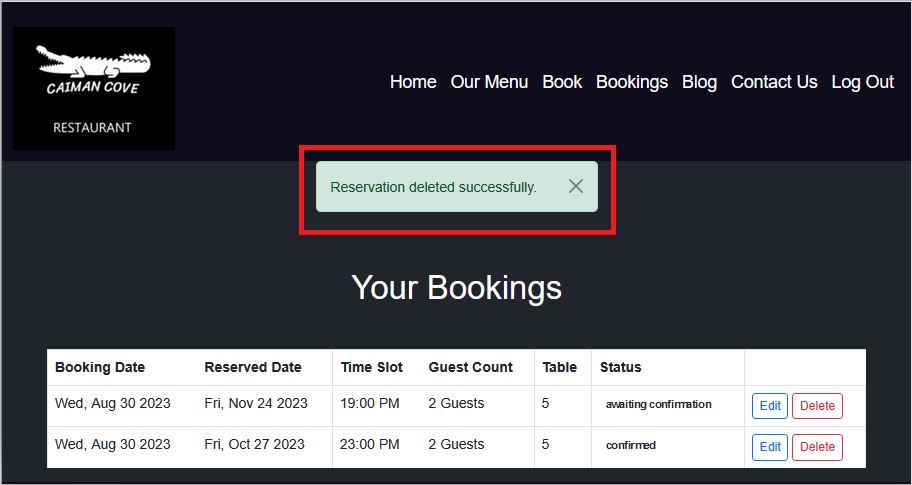 CAIMAN COVE
RESTAURANT
Home Our Menu Book Bookings Blog Contact Us Log Out
Reservation deleted successfully.
Your Bookings
Booking Date Reserved Date Time Slot Guest Count Table Status
Wed, Aug 30 2023 Fri, Nov 24 2023 19:00 PM 2 Guests 5 awaiting confirmation Edit Delete
Wed, Aug 30 2023 Fri, Oct 27 2023 23:00 PM 2 Guests 5 confirmed Edit Delete